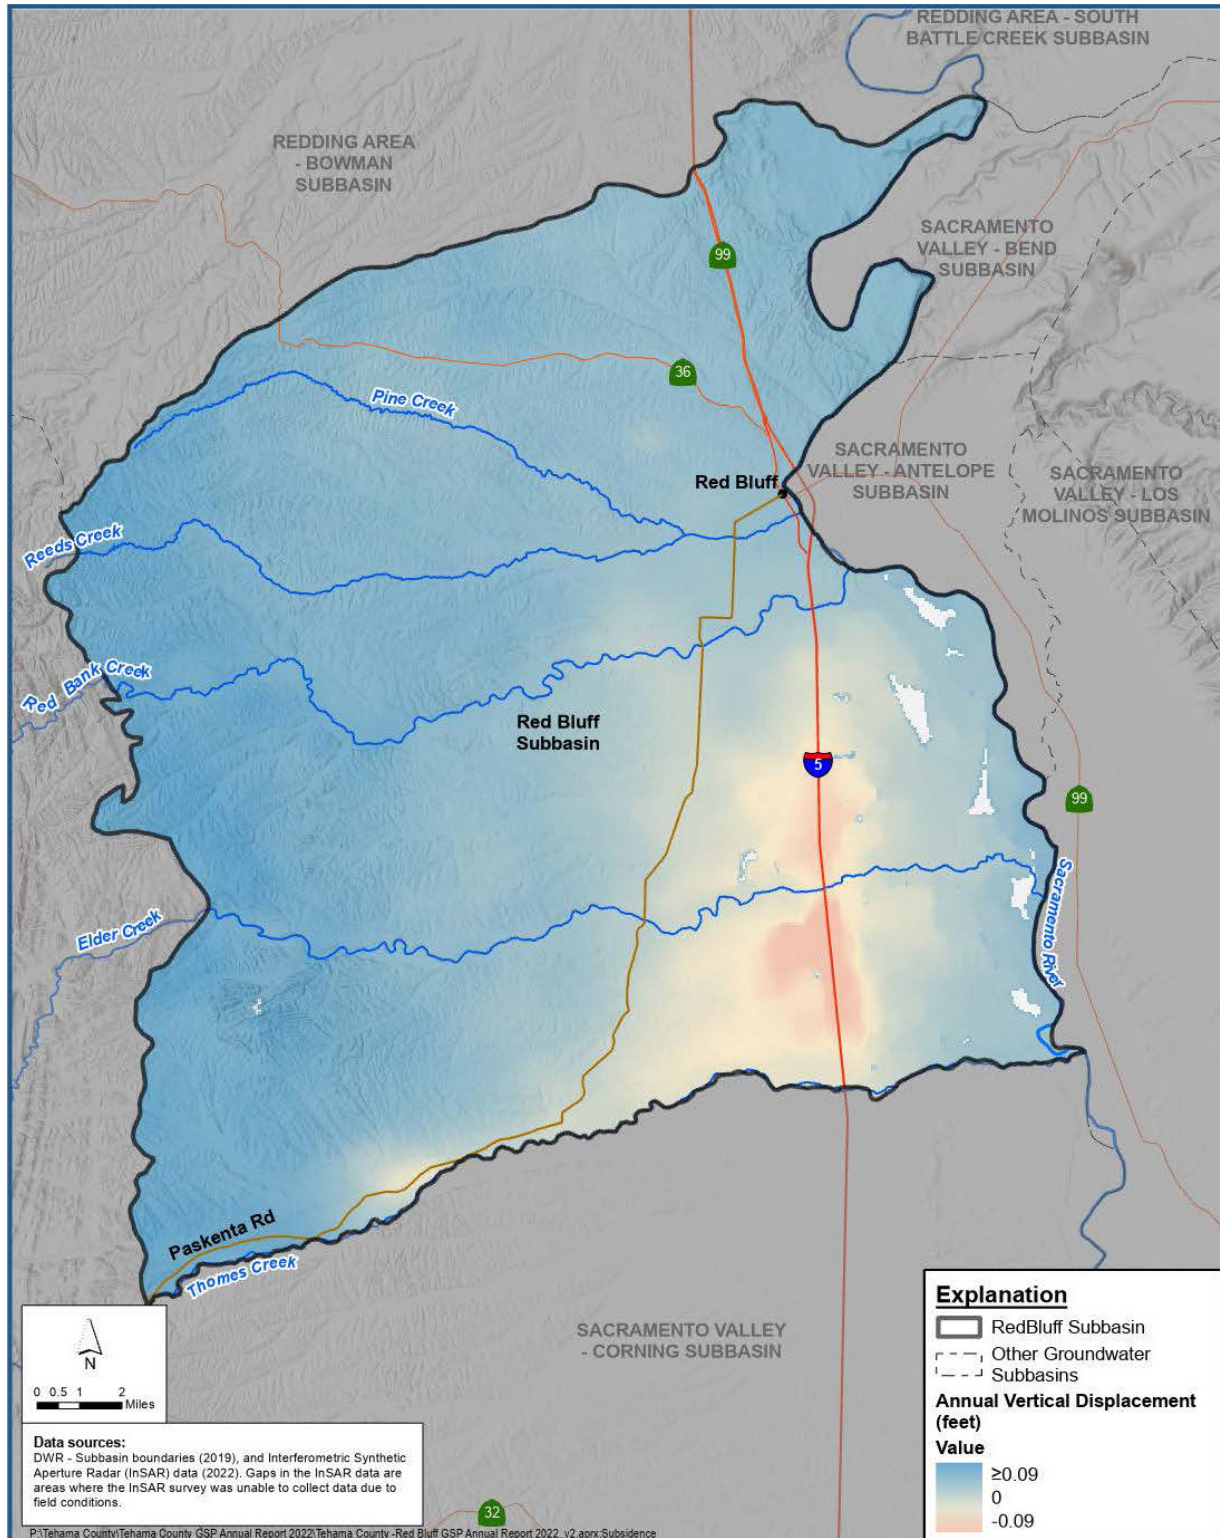 REDDING AREA - SOUTH
BATTLE CREEK SUBBASIN
REDDING AREA
- BOWMAN
SUBBASIN
SACRAMENTO
VALLEY - BEND
SUBBASIN
99
36
Pine Creek
SACRAMENTO
VALLEY - ANTELOPE
SUBBASIN
SACRAMENTO
VALLEY - LOS
MOLINOS SUBBASIN
Red Bluff
Reeds Creek
Red Bank Creek
Red Bluff
Subbasin
5
99
Elder Creek
Sacramento River
Paskenta Rd
Thomes Creek
SACRAMENTO VALLEY
- CORNING SUBBASIN
32
N
0 0.5 1 2
Miles
Data sources:
DWR - Subbasin boundaries (2019), and Interferometric Synthetic
Aperture Radar (InSAR) data (2022). Gaps in the InSAR data are
areas where the InSAR survey was unable to collect data due to
field conditions.
Explanation
RedBluff Subbasin
Other Groundwater
Subbasins
Annual Vertical Displacement
(feet)
Value
≥0.09
0
-0.09
P:\Tehama County\Tehama County GSP Annual Report 2022\Tehama County -Red Bluff GSP Annual Report 2022_v2.aprx:Subsidence